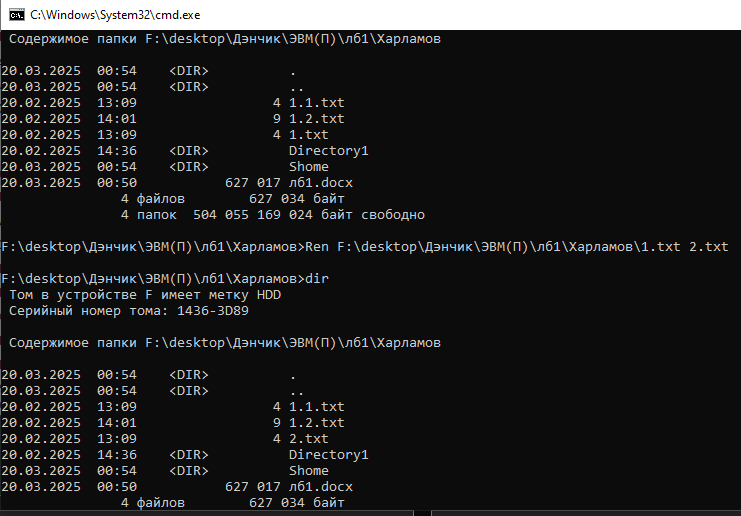 C:\Windows\System32\cmd.exe
Содержимое папки F:\desktop\Дэнчик\ЭВМ(П)\лб1\Харламов
20.03.2025 00:54 <DIR> .
20.03.2025 00:54 <DIR> ..
20.02.2025 13:09 4 1.1.txt
20.02.2025 14:01 9 1.2.txt
20.02.2025 13:09 4 1.txt
20.02.2025 14:36 <DIR> Directory1
20.03.2025 00:54 <DIR> Shome
20.03.2025 00:50 627 017 лб1.docx
4 файлов 627 034 байт
4 папок 504 055 169 024 байт свободно
F:\desktop\Дэнчик\ЭВМ(П)\лб1\Харламов>Ren F:\desktop\Дэнчик\ЭВМ(П)\лб1\Харламов\1.txt 2.txt
F:\desktop\Дэнчик\ЭВМ(П)\лб1\Харламов>dir
Том в устройстве F имеет метку HDD
Серийный номер тома: 1436-3D89
Содержимое папки F:\desktop\Дэнчик\ЭВМ(П)\лб1\Харламов
20.03.2025 00:54 <DIR> .
20.03.2025 00:54 <DIR> ..
20.02.2025 13:09 4 1.1.txt
20.02.2025 14:01 9 1.2.txt
20.02.2025 13:09 4 2.txt
20.02.2025 14:36 <DIR> Directory1
20.03.2025 00:54 <DIR> Shome
20.03.2025 00:50 627 017 лб1.docx
4 файлов 627 034 байт